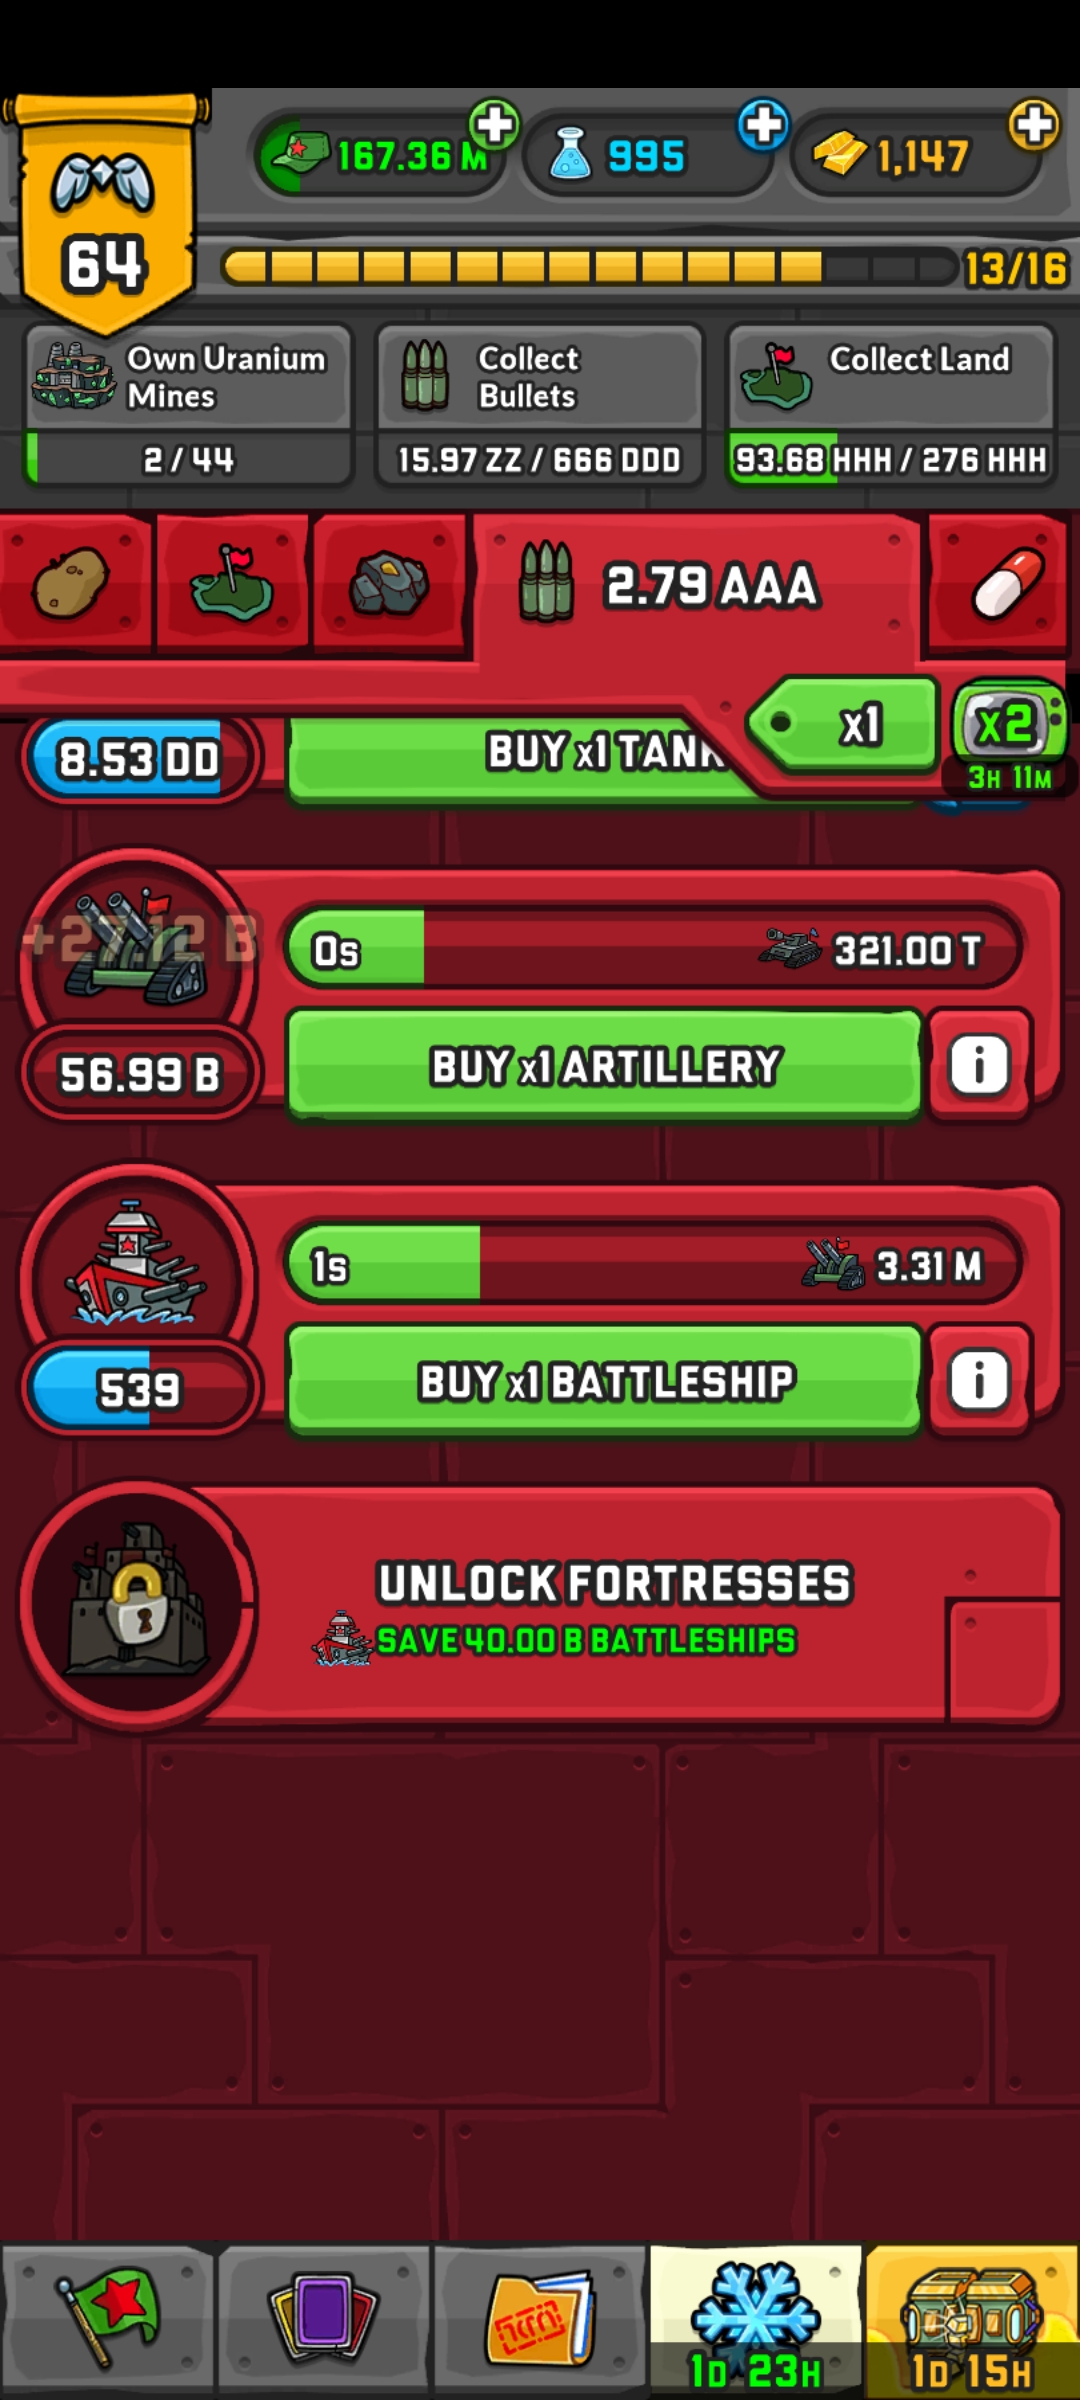 64
167.36 M
995
1,147
13/16
Own Uranium
Mines
2 / 44
Collect
Bullets
15.97 ZZ / 666 DDD
Collect Land
93.68 HHH / 276 HHH
2.79 AAA
x1
x2
3H 11M
8.53 DD
BUY x1 TANK
+27.12 B
0s
321.00 T
56.99 B
BUY x1 ARTILLERY
i
1s
3.31 M
539
BUY x1 BATTLESHIP
i
UNLOCK FORTRESSES
SAVE 40.00 B BATTLESHIPS
1D 23H
1D 15H